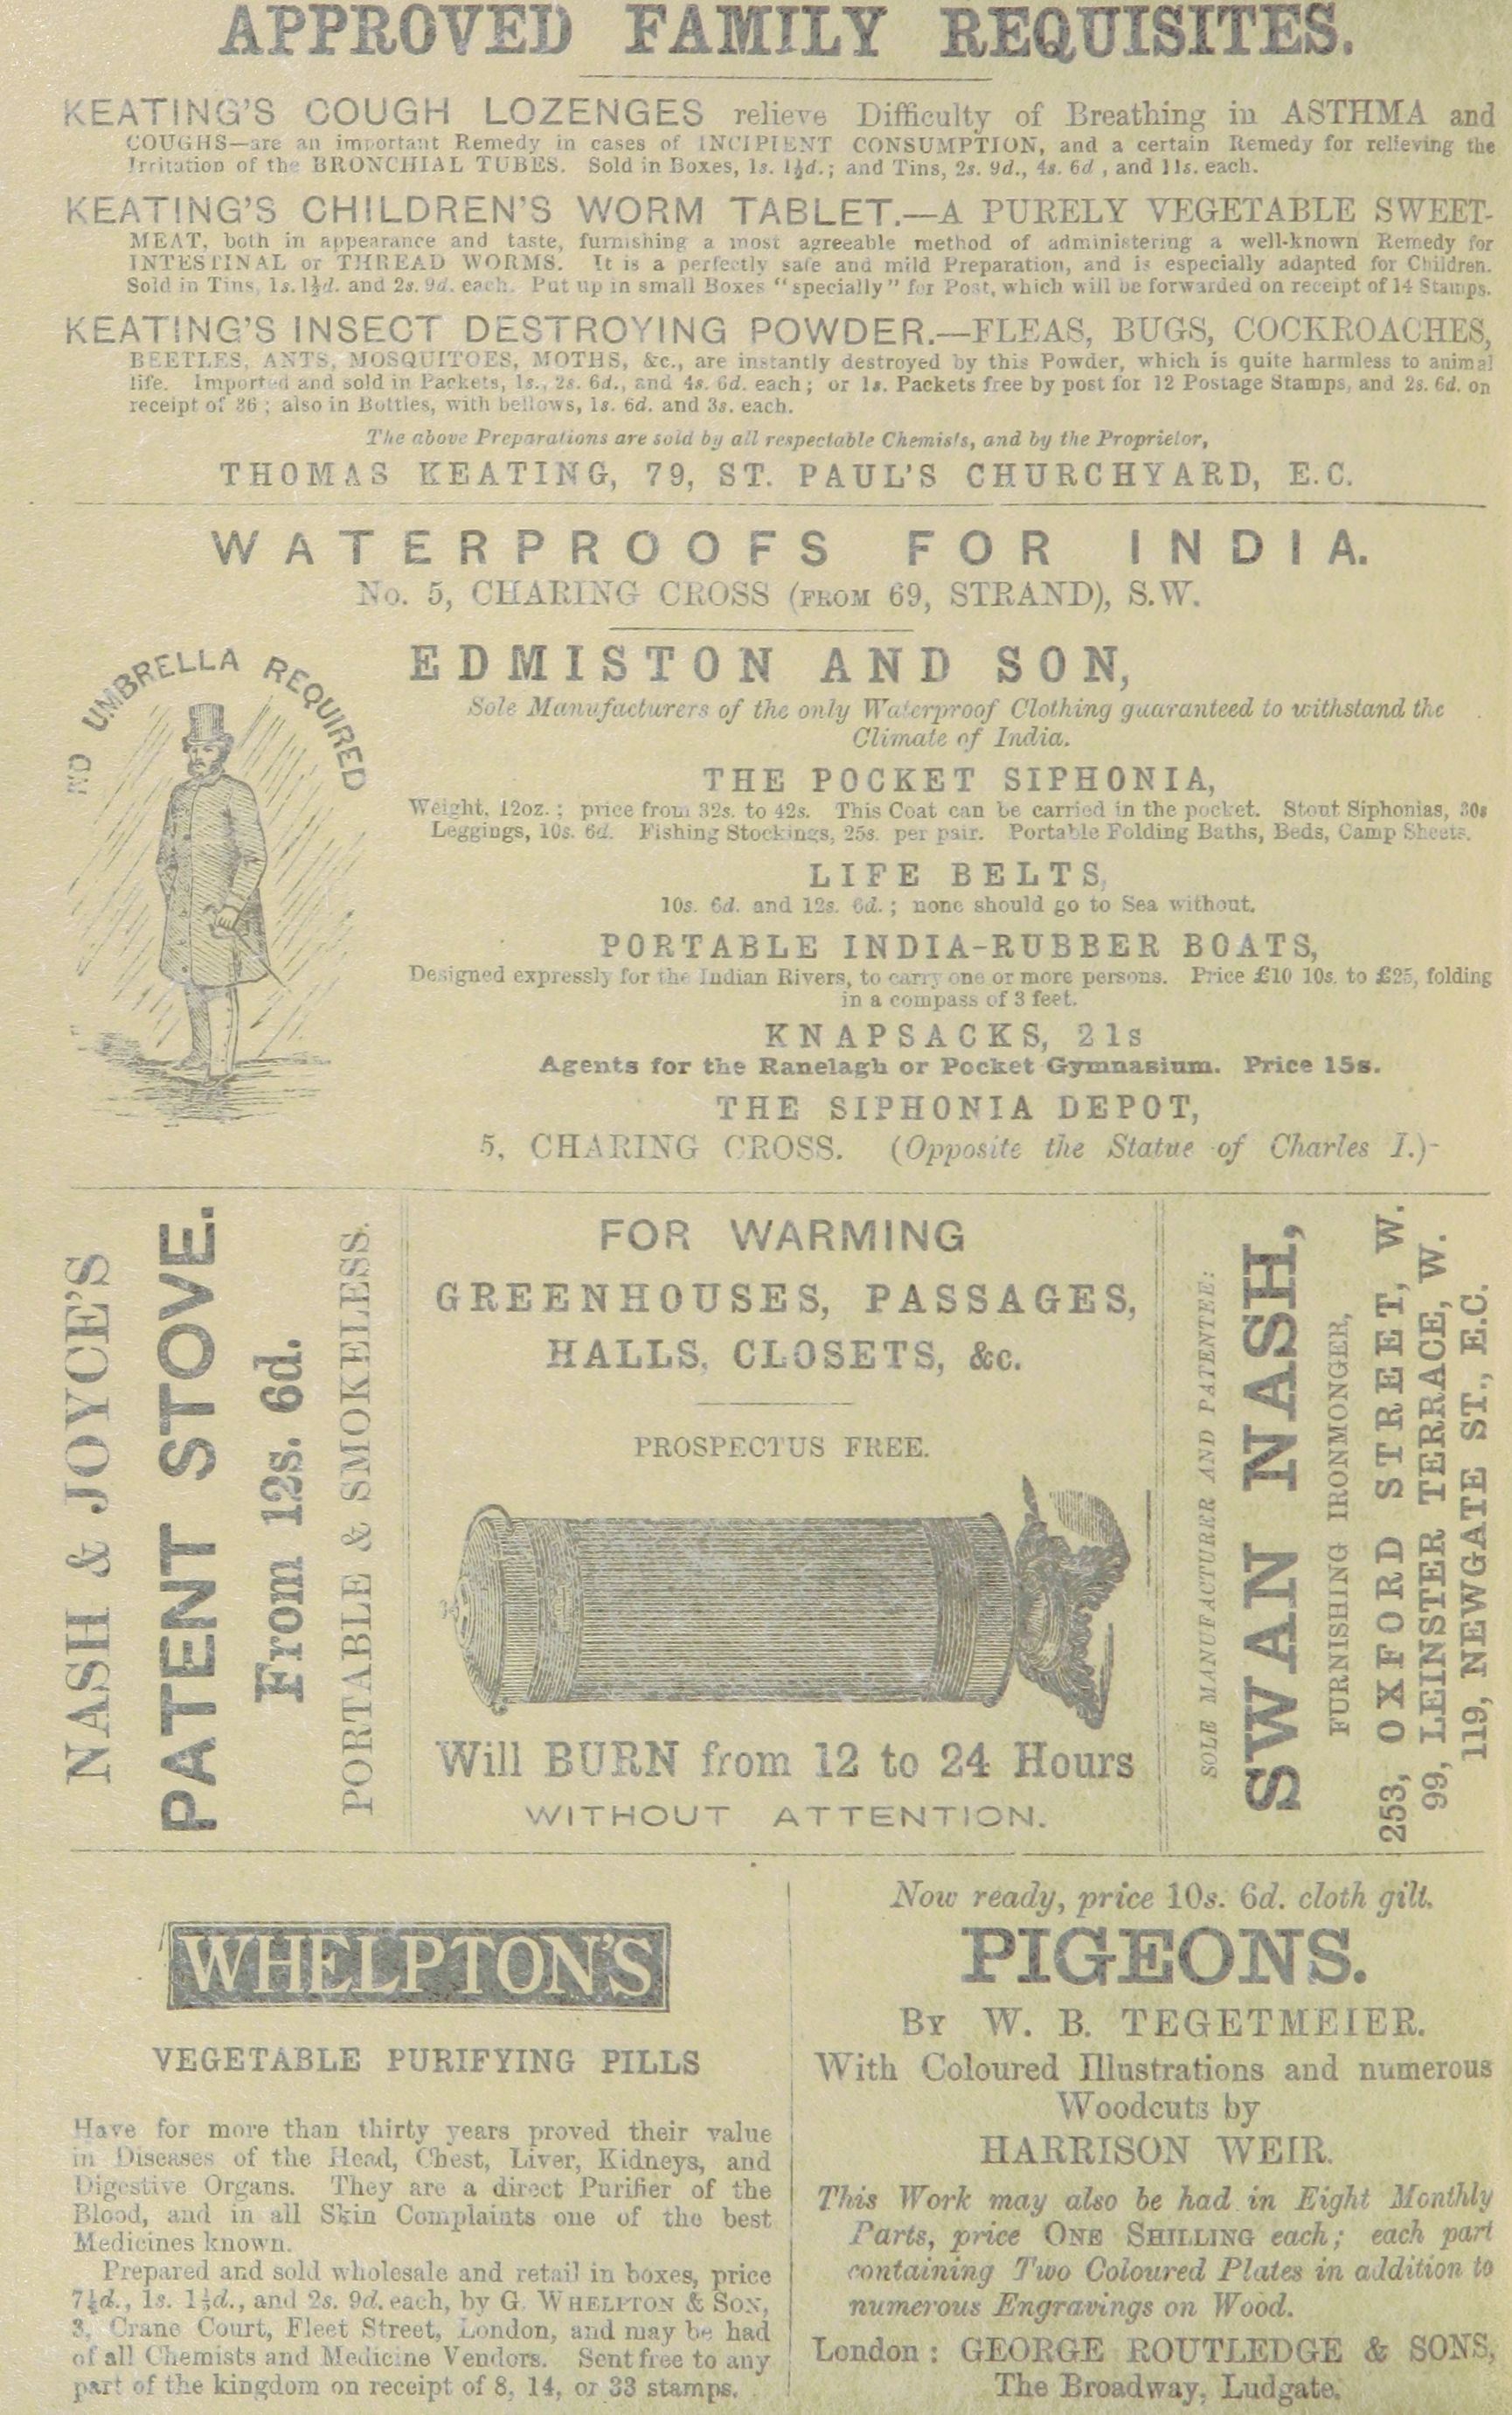 APPROVED FAMILY REQUISITES.
KEATING'S COUGH LOZENGES relieve Difficulty of Breathing in ASTHMA and
COUGHS—are an important Remedy in cases of INCIPIENT CONSUMPTION, and a certain Remedy for relieving the
Irritation of the BRONCHIAL TUBES. Sold in Boxes, 1s. 1½d.; and Tins, 2s. 9d., 4s. 6d , and 11s. each.
KEATING'S CHILDREN'S WORM TABLET.—A PURELY VEGETABLE SWEET-
MEAT, both in appearance and taste, furnishing a most agreeable method of administering a well-known Remedy for
INTESTINAL or THREAD WORMS. It is a perfectly safe and mild Preparation, and is especially adapted for Children.
Sold in Tins, 1s. 1½d. and 2s. 9d. each. Put up in small Boxes "specially" for Post, which will be forwarded on receipt of 14 Stamps.
KEATING'S INSECT DESTROYING POWDER.—FLEAS, BUGS, COCKROACHES,
BEETLES, ANTS, MOSQUITOES, MOTHS, &c., are instantly destroyed by this Powder, which is quite harmless to animal
life. Imported and sold in Packets, 1s., 2s. 6d., and 4s. 6d. each; or 1s. Packets free by post for 12 Postage Stamps, and 2s. 6d. on
receipt of 36; also in Bottles, with bellows, 1s. 6d. and 3s. each.
The above Preparations are sold by all respectable Chemists, and by the Proprietor,
THOMAS KEATING, 79, ST. PAUL'S CHURCHYARD, E.C.
WATERPROOFS FOR INDIA.
No. 5, CHARING CROSS (FROM 69, STRAND), S.W.
NO UMBRELLA REQUIRED
EDMISTON AND SON,
Sole Manufacturers of the only Waterproof Clothing guaranteed to withstand the
Climate of India.
THE POCKET SIPHONIA,
Weight, 12oz.; price from 32s. to 42s. This Coat can be carried in the pocket. Stout Siphonias, 30s
Leggings, 10s. 6d. Fishing Stockings, 25s. per pair. Portable Folding Baths, Beds, Camp Sheets.
LIFE BELTS,
10s. 6d. and 12s. 6d.; none should go to Sea without.
PORTABLE INDIA-RUBBER BOATS,
Designed expressly for the Indian Rivers, to carry one or more persons. Price £10 10s. to £25, folding
in a compass of 3 feet.
KNAPSACKS, 21s
Agents for the Ranelagh or Pocket Gymnasium. Price 15s.
THE SIPHONIA DEPOT,
5, CHARING CROSS. (Opposite the Statue of Charles I.)-
NASH & JOYCE'S
PATENT STOVE.
From 12s. 6d.
PORTABLE & SMOKELESS.
FOR WARMING
GREENHOUSES, PASSAGES,
HALLS, CLOSETS, &c.
PROSPECTUS FREE.
Will BURN from 12 to 24 Hours
WITHOUT ATTENTION.
SOLE MANUFACTURER AND PATENTEE:
SWAN NASH,
FURNISHING IRONMONGER,
253, OXFORD STREET, W.
99, LEINSTER TERRACE, W.
119, NEWGATE ST., E.C.
WHELPTON'S
VEGETABLE PURIFYING PILLS
Have for more than thirty years proved their value
in Diseases of the Head, Chest, Liver, Kidneys, and
Digestive Organs. They are a direct Purifier of the
Blood, and in all Skin Complaints one of the best
Medicines known.
Prepared and sold wholesale and retail in boxes, price
7½d., 1s. 1½d., and 2s. 9d. each, by G. WHELPTON & SON,
3, Crane Court, Fleet Street, London, and may be had
of all Chemists and Medicine Vendors. Sent free to any
part of the kingdom on receipt of 8, 14, or 33 stamps.
Now ready, price 10s. 6d. cloth gilt.
PIGEONS.
BY W. B. TEGETMEIER.
With Coloured Illustrations and numerous
Woodcuts by
HARRISON WEIR.
This Work may also be had in Eight Monthly
Parts, price ONE SHILLING each; each part
containing Two Coloured Plates in addition to
numerous Engravings on Wood.
London: GEORGE ROUTLEDGE & SONS,
The Broadway, Ludgate.